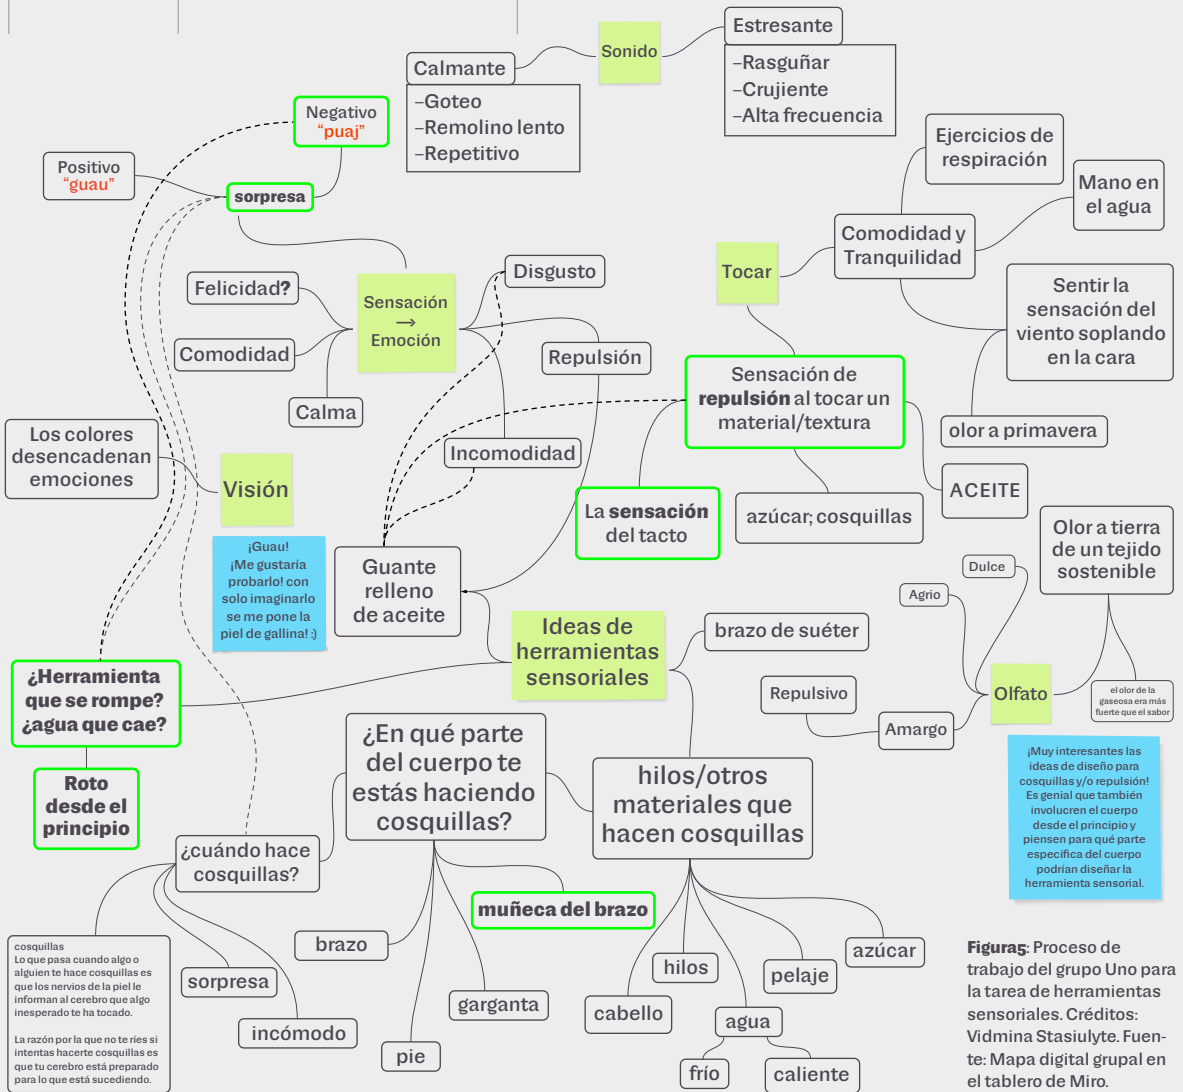 Sonido
Calmante
–Goteo
–Remolino lento
–Repetitivo
Estresante
–Rasguñar
–Crujiente
–Alta frecuencia
Negativo
“puaj”
Positivo
“guau”
sorpresa
Sensación
→
Emoción
Felicidad?
Comodidad
Calma
Disgusto
Repulsión
Incomodidad
Tocar
Comodidad y
Tranquilidad
Ejercicios de
respiración
Mano en
el agua
Sentir la
sensación del
viento soplando
en la cara
olor a primavera
Sensación de
repulsión al tocar un
material/textura
La sensación
del tacto
azúcar; cosquillas
ACEITE
Los colores
desencadenan
emociones
Visión
¡Guau!
¡Me gustaría
probarlo! con
solo imaginarlo
se me pone la
piel de gallina! :)
Guante
relleno
de aceite
Ideas de
herramientas
sensoriales
brazo de suéter
Olor a tierra
de un tejido
sostenible
Dulce
Agrio
Olfato
Repulsivo
Amargo
el olor de la
gaseosa era más
fuerte que el sabor
¡Muy interesantes las
ideas de diseño para
cosquillas y/o repulsión!
Es genial que también
involucren el cuerpo
desde el principio y
piensen para qué parte
específica del cuerpo
podrían diseñar la
herramienta sensorial.
¿Herramienta
que se rompe?
¿agua que cae?
Roto
desde el
principio
¿En qué parte
del cuerpo te
estás haciendo
cosquillas?
hilos/otros
materiales que
hacen cosquillas
¿cuándo hace
cosquillas?
muñeca del brazo
brazo
garganta
pie
cosquillas
Lo que pasa cuando algo o
alguien te hace cosquillas es
que los nervios de la piel le
informan al cerebro que algo
inesperado te ha tocado.
La razón por la que no te ríes si
intentas hacerte cosquillas es
que tu cerebro está preparado
para lo que está sucediendo.
sorpresa
incómodo
cabello
hilos
agua
frío
caliente
pelaje
azúcar
Figura5: Proceso de
trabajo del grupo Uno para
la tarea de herramientas
sensoriales. Créditos:
Vidmina Stasiulyte. Fuen-
te: Mapa digital grupal en
el tablero de Miro.